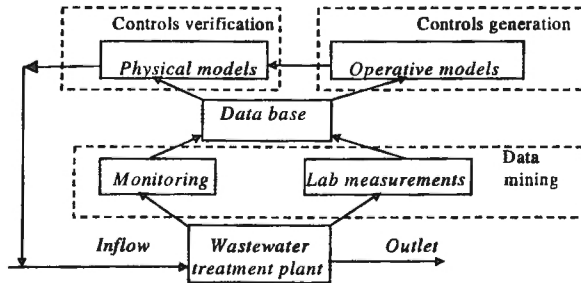 Controls verification
Controls generation
Physical models
Operative models
Data base
Data
mining
Monitoring
Lab measurements
Inflow
Wastewater
treatment plant
Outlet